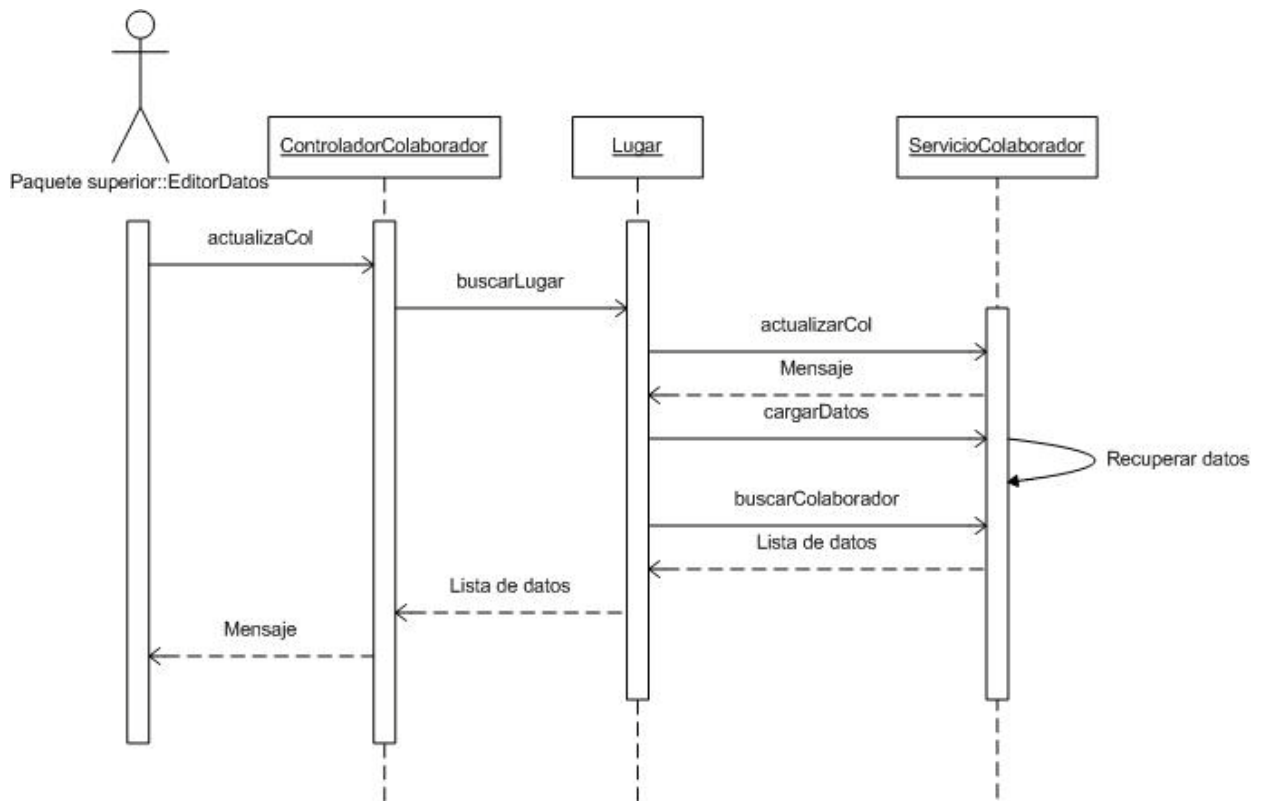 ControladorColaborador
Lugar
ServicioColaborador
Paquete superior::EditorDatos
actualizaCol
buscarLugar
actualizarCol
Mensaje
cargarDatos
Recuperar datos
buscarColaborador
Lista de datos
Lista de datos
Mensaje